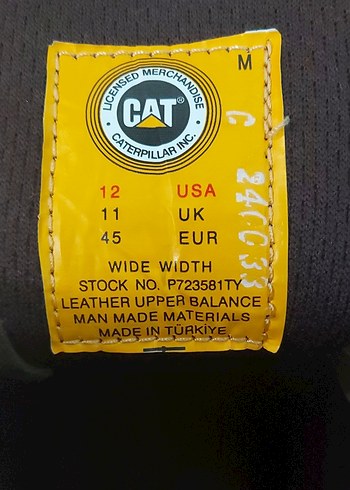 M
LICENSED MERCHANDISE
CAT®
CATERPILLAR INC.
12 USA
11 UK
45 EUR
WIDE WIDTH
STOCK NO. P723581TY
LEATHER UPPER BALANCE
MAN MADE MATERIALS
MADE IN TÜRKİYE